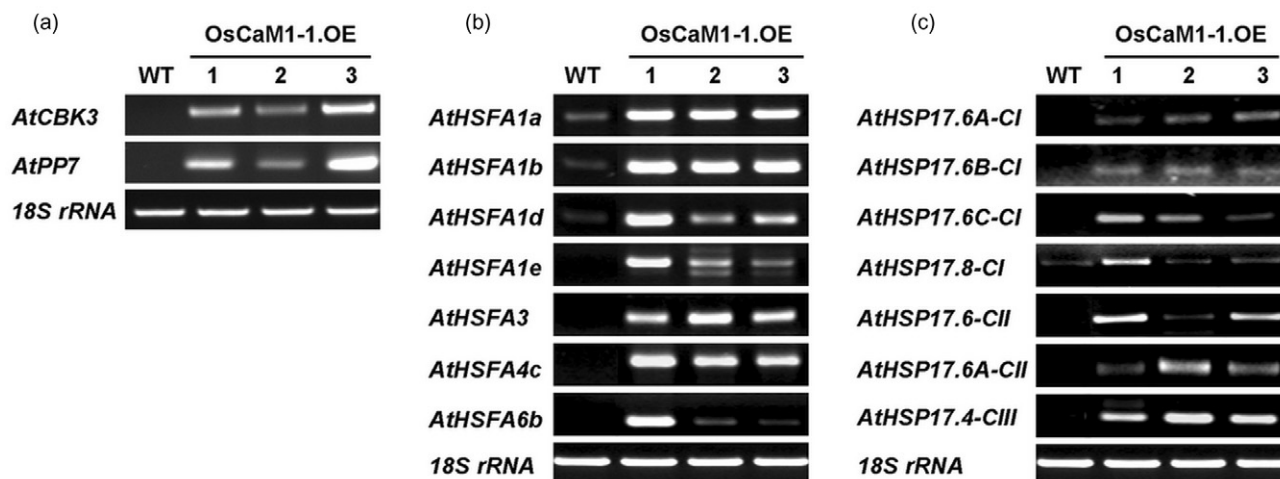 (a)
OsCaM1-1.OE
WT 1 2 3
AtCBK3
AtPP7
18S rRNA
(b)
OsCaM1-1.OE
WT 1 2 3
AtHSFA1a
AtHSFA1b
AtHSFA1d
AtHSFA1e
AtHSFA3
AtHSFA4c
AtHSFA6b
18S rRNA
(c)
OsCaM1-1.OE
WT 1 2 3
AtHSP17.6A-CI
AtHSP17.6B-CI
AtHSP17.6C-CI
AtHSP17.8-CI
AtHSP17.6-CII
AtHSP17.6A-CII
AtHSP17.4-CIII
18S rRNA